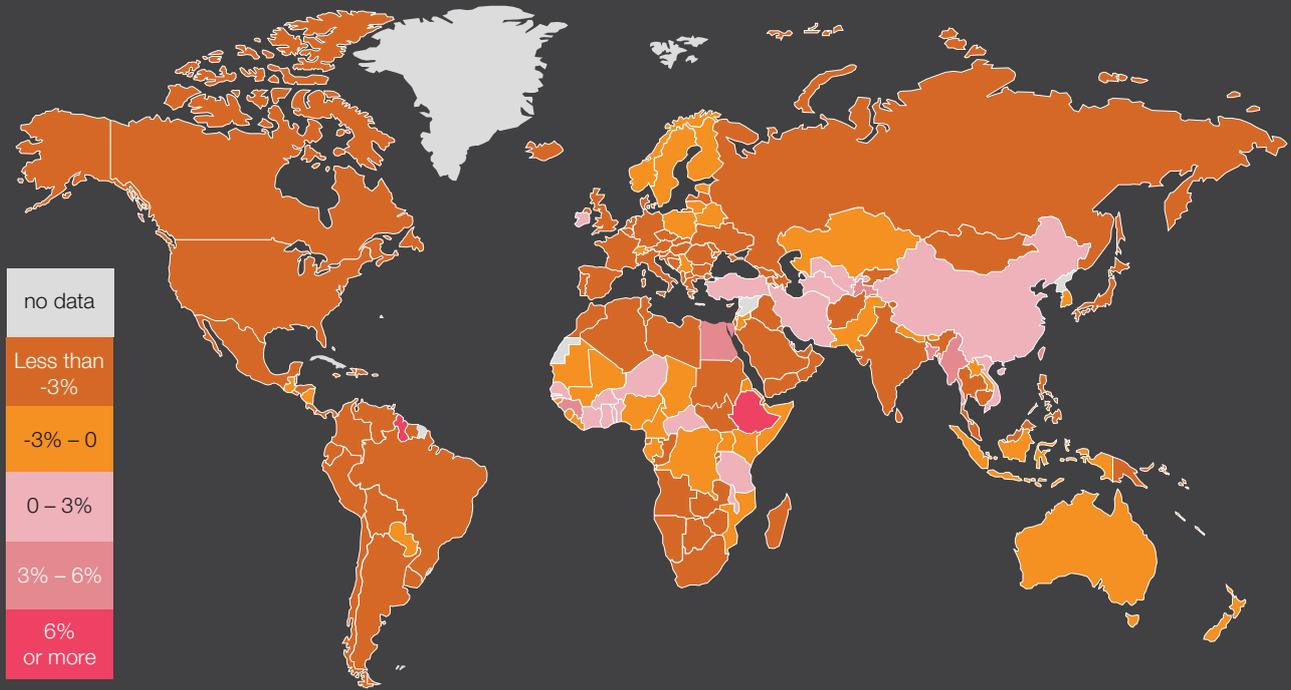 no data
Less than
-3%
-3% – 0
0 – 3%
3% – 6%
6%
or more